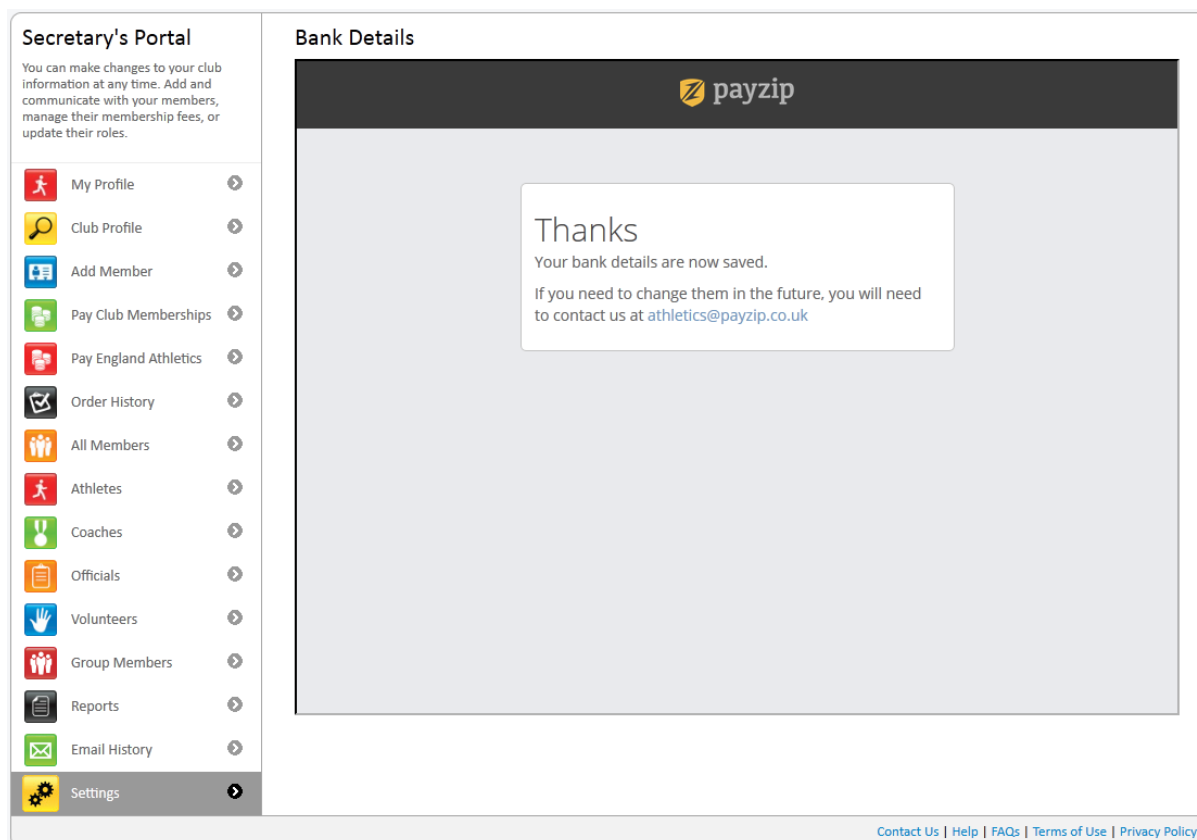 Secretary's Portal
You can make changes to your club
information at any time. Add and
communicate with your members,
manage their membership fees, or
update their roles.
My Profile
Club Profile
Add Member
Pay Club Memberships
Pay England Athletics
Order History
All Members
Athletes
Coaches
Officials
Volunteers
Group Members
Reports
Email History
Settings
Bank Details
payzip
Thanks
Your bank details are now saved.
If you need to change them in the future, you will need
to contact us at athletics@payzip.co.uk
Contact Us | Help | FAQs | Terms of Use | Privacy Policy